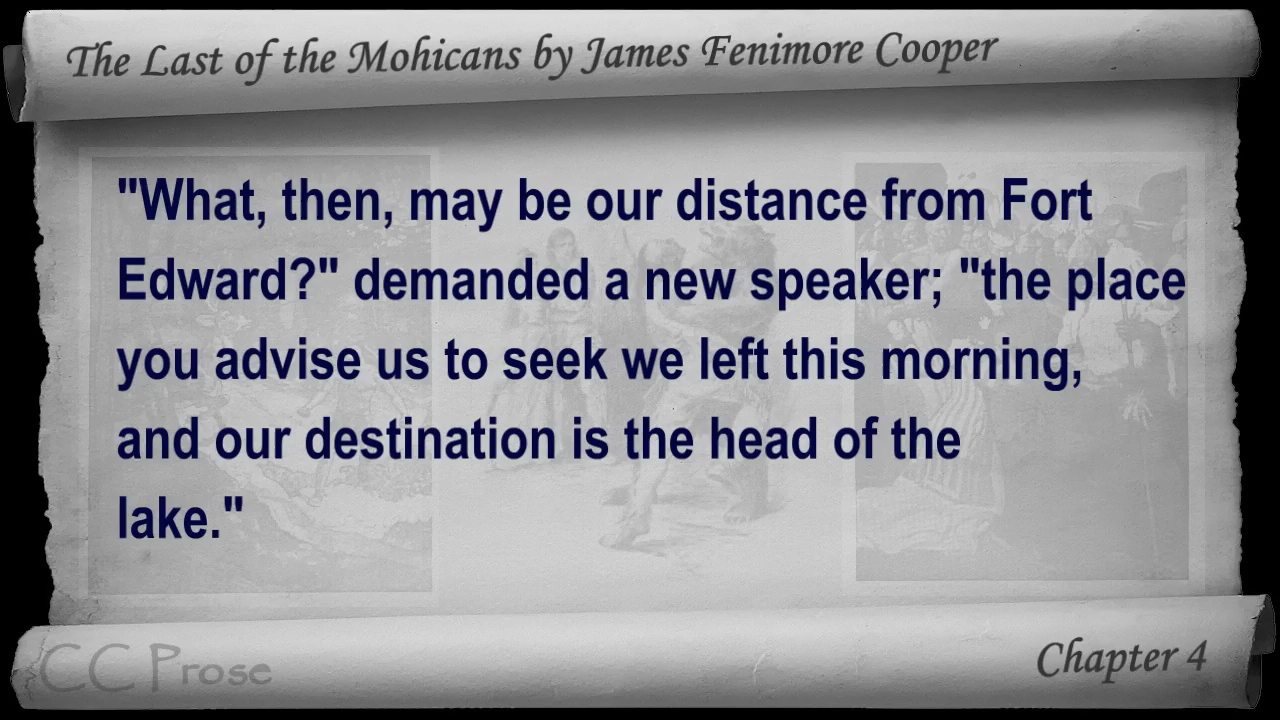 The Last of the Mohicans by James Fenimore Cooper
"What, then, may be our distance from Fort
Edward?" demanded a new speaker; "the place
you advise us to seek we left this morning,
and our destination is the head of the
lake."
CC Prose
Chapter 4